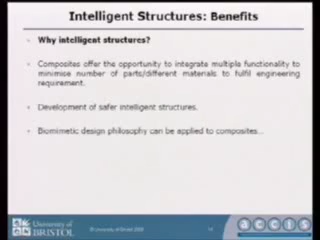 Intelligent Structures: Benefits
Why intelligent structures?
Composites offer the opportunity to integrate multiple functionality to
minimise number of parts/different materials to fulfil engineering
requirement.
Development of safer intelligent structures.
Biomimetic design philosophy can be applied to composites...
University of
BRISTOL
accis